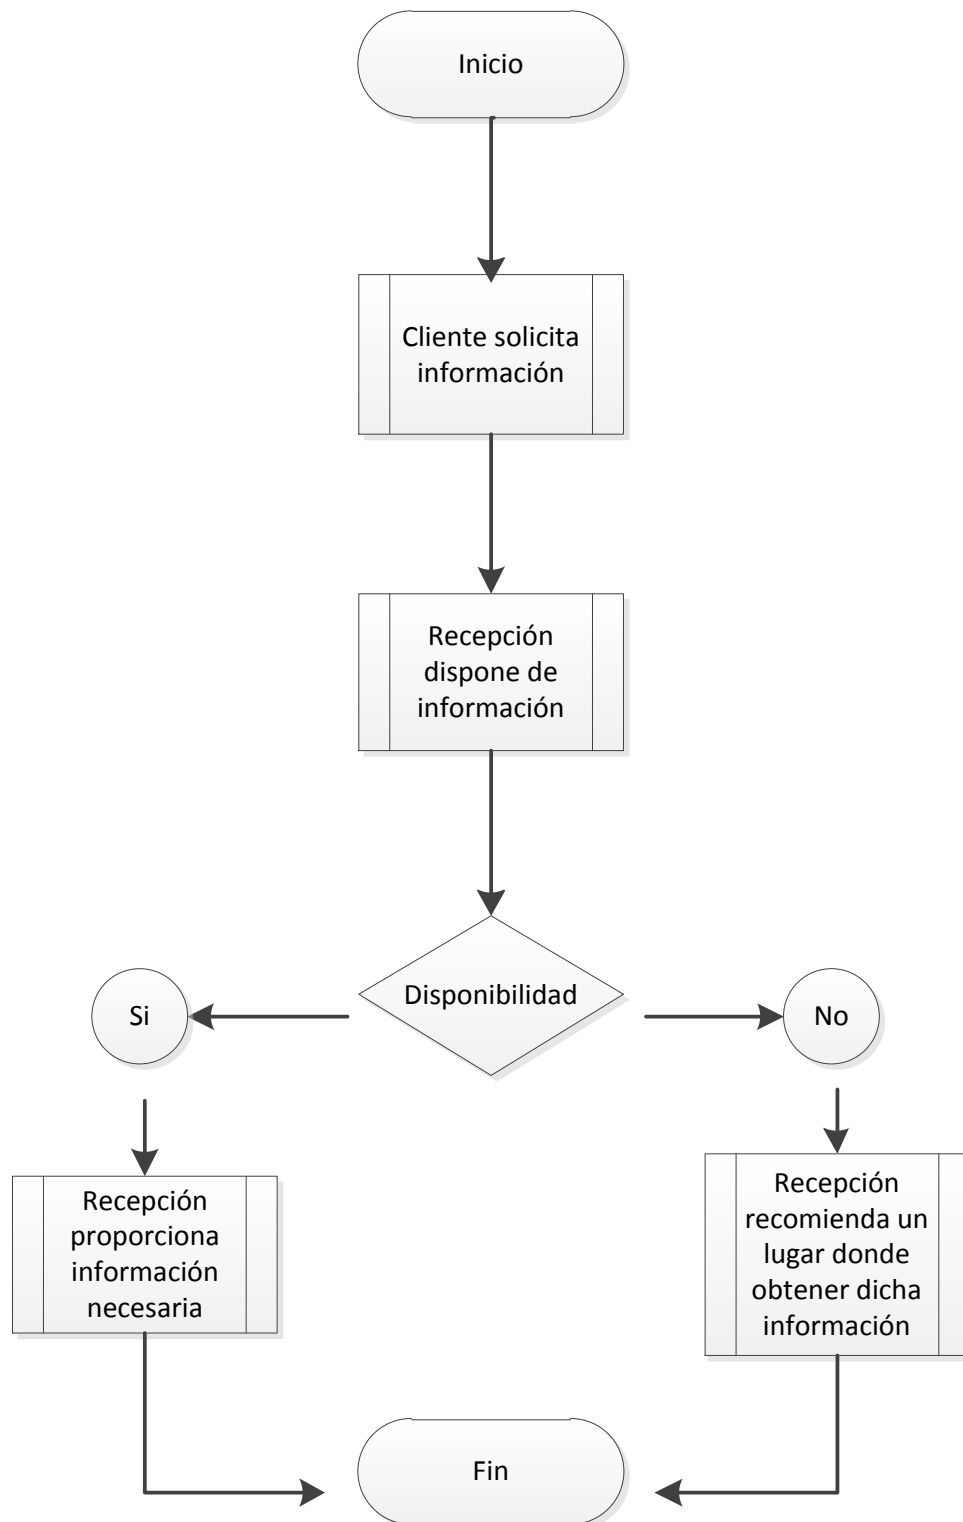 Inicio
Cliente solicita
información
Recepción
dispone de
información
Disponibilidad
Si
No
Recepción
proporciona
información
necesaria
Recepción
recomienda un
lugar donde
obtener dicha
información
Fin